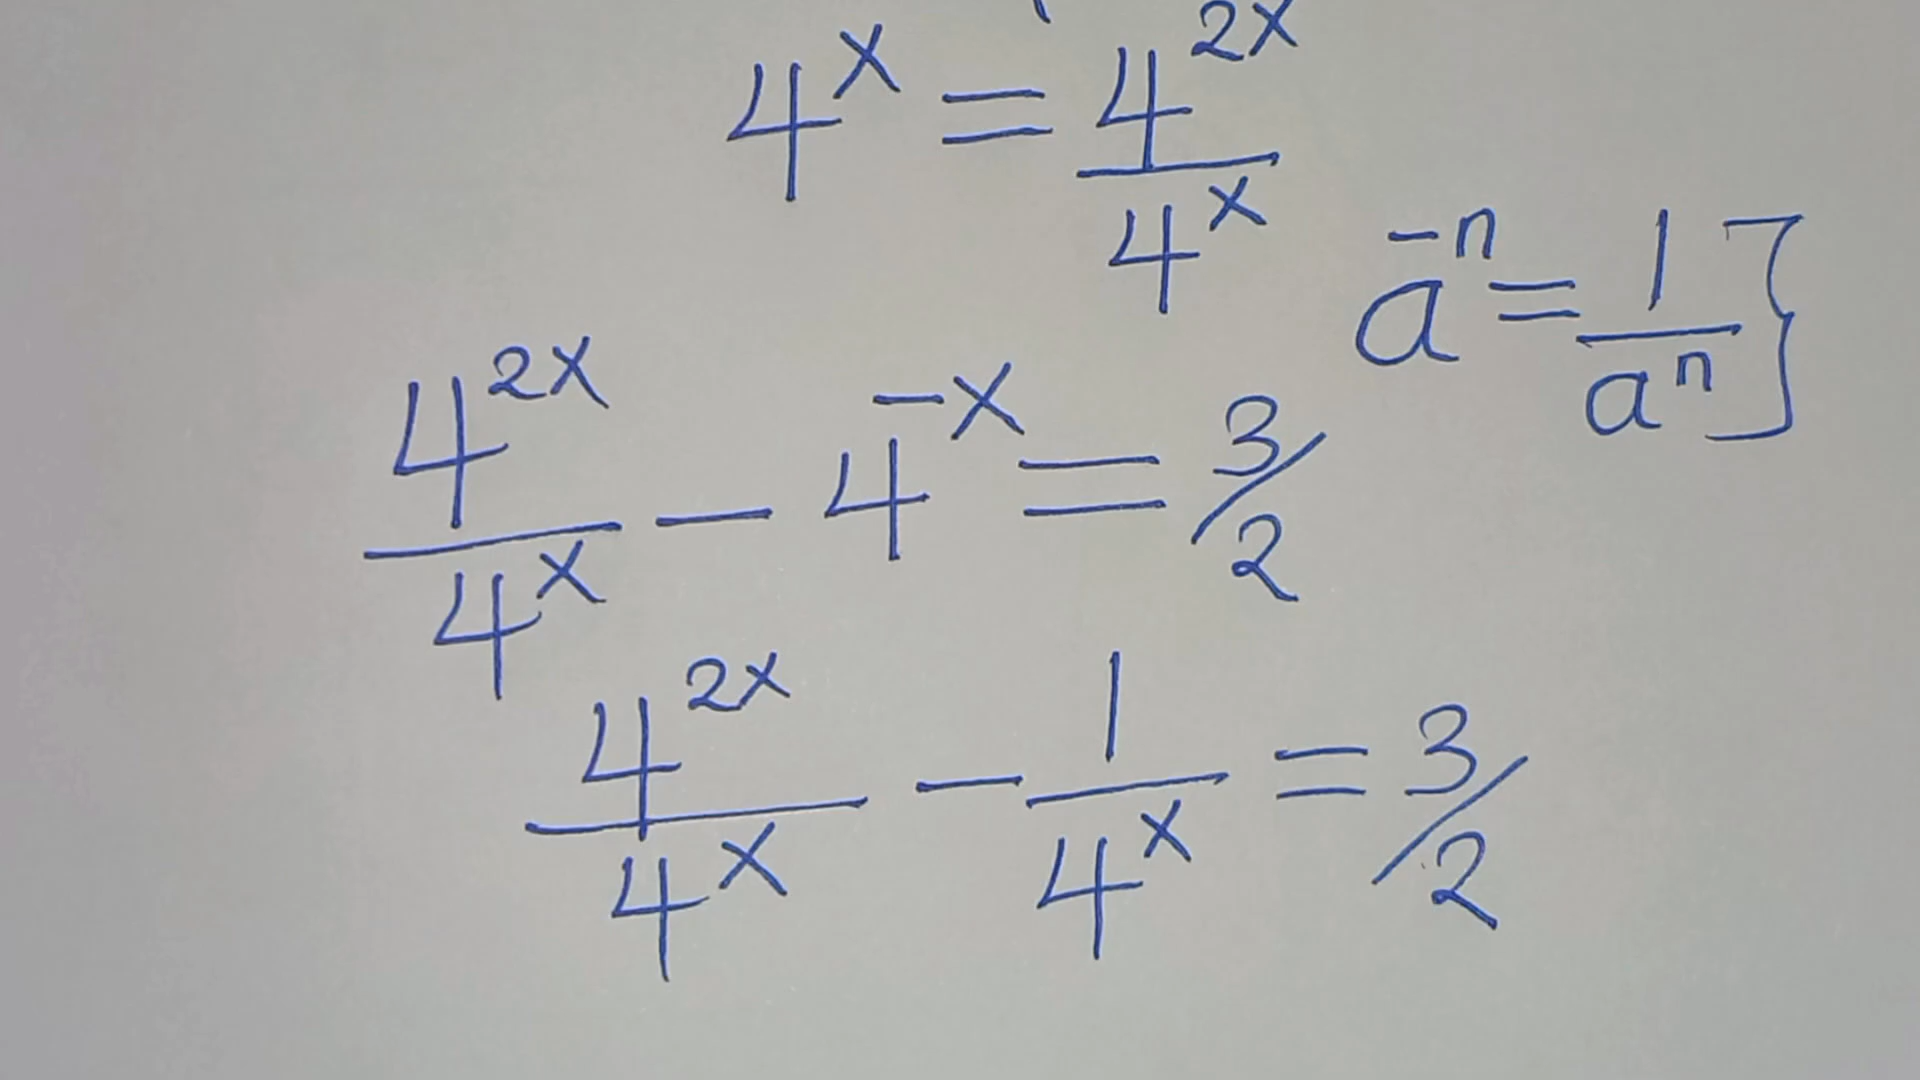 4^x = 4^{2x}/4^x
a^{-n} = 1/a^n }
4^{2x}/4^x - 4^{-x} = 3/2
4^{2x}/4^x - 1/4^x = 3/2